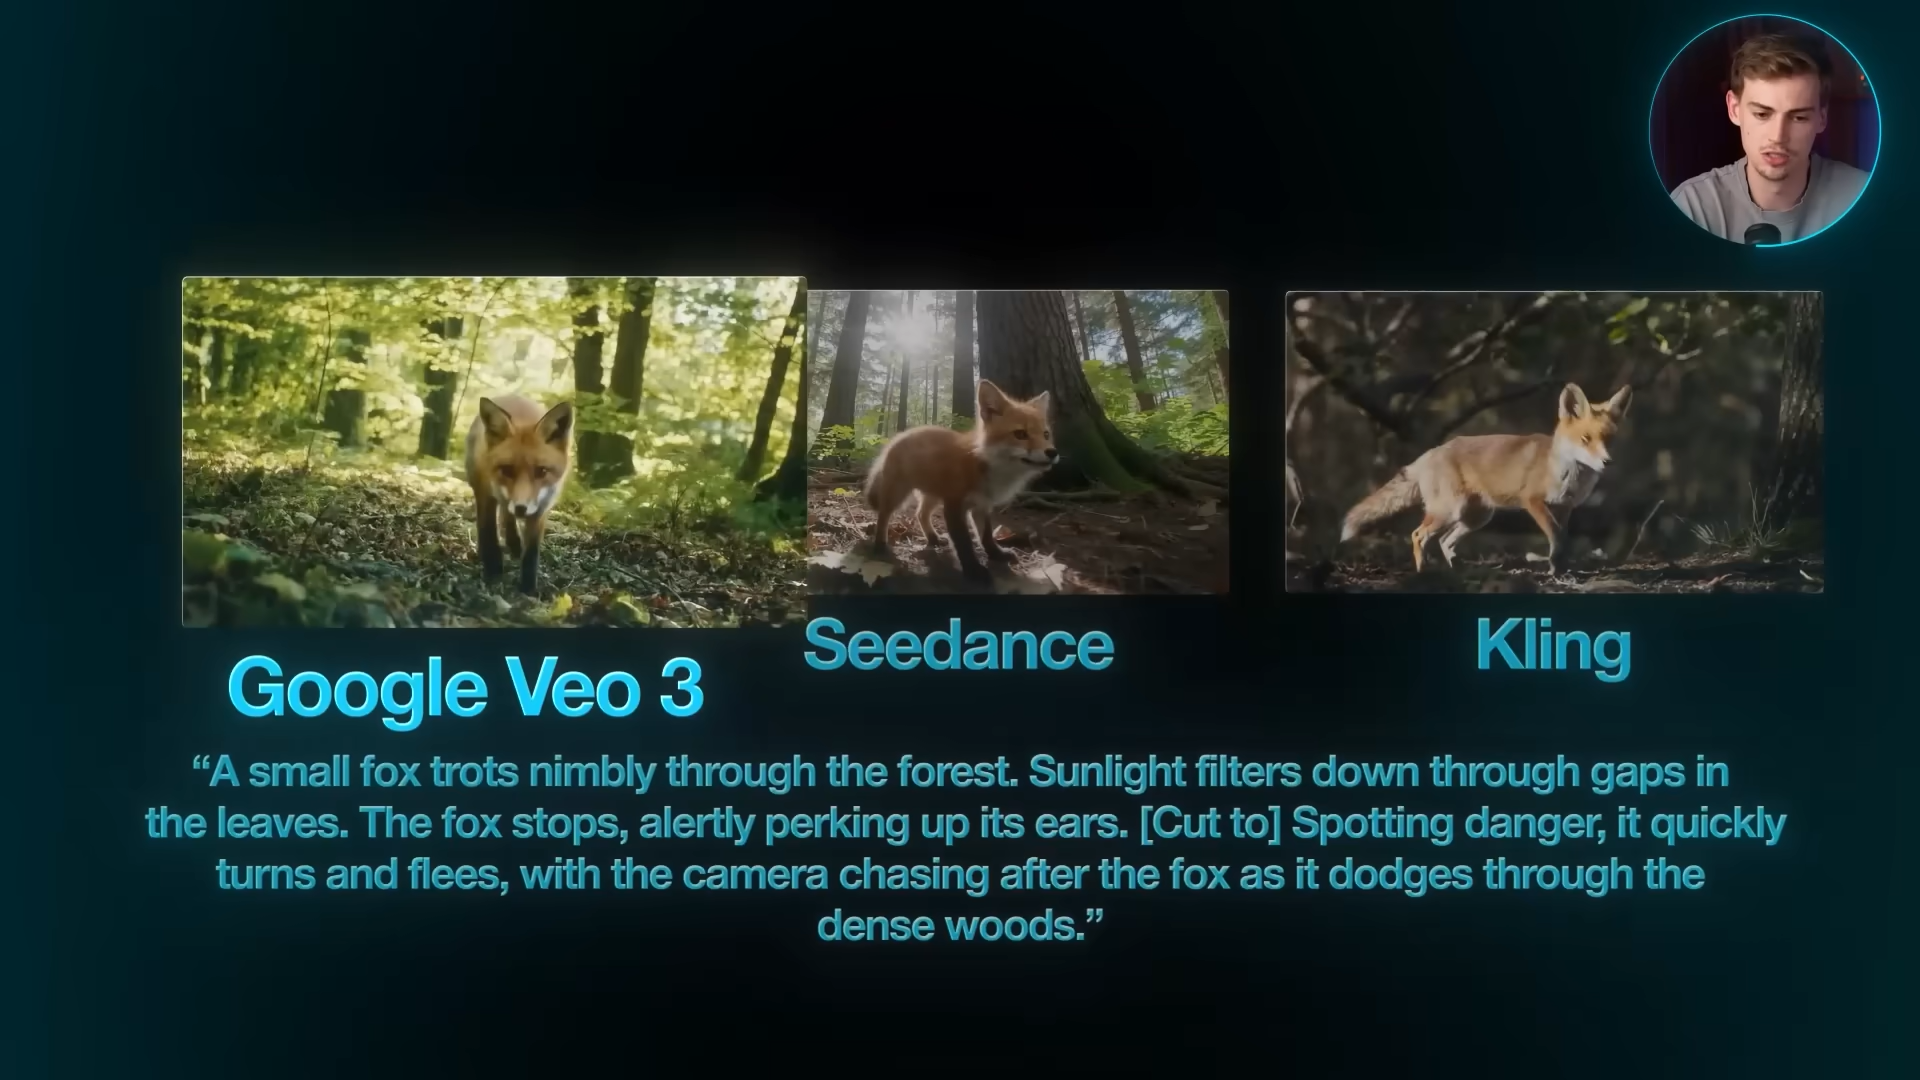 Google Veo 3
Seedance
Kling
“A small fox trots nimbly through the forest. Sunlight filters down through gaps in
the leaves. The fox stops, alertly perking up its ears. [Cut to] Spotting danger, it quickly
turns and flees, with the camera chasing after the fox as it dodges through the
dense woods.”